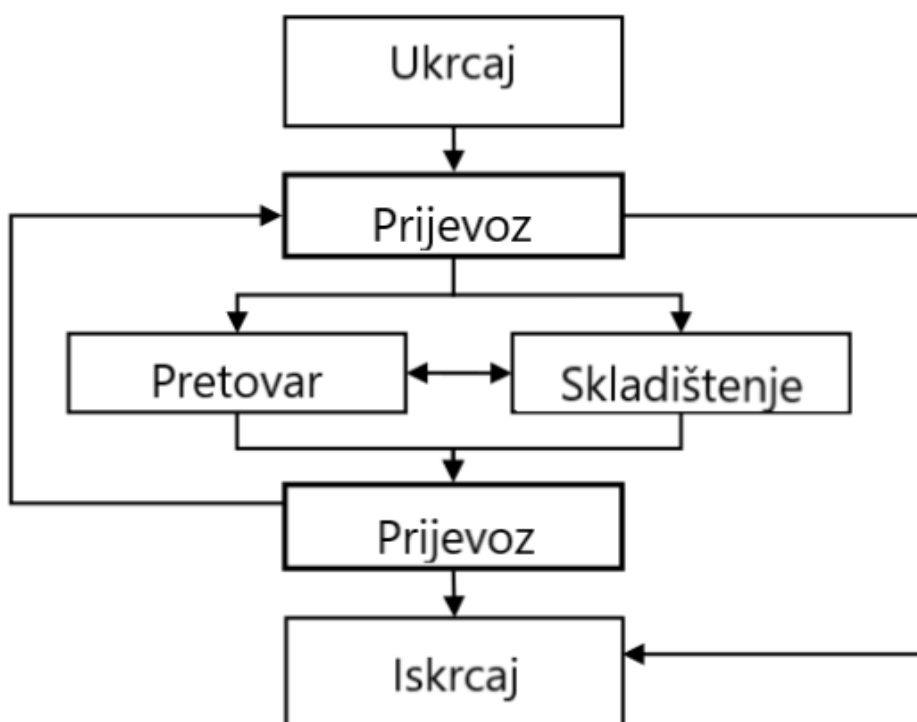 Ukrcaj
Prijevoz
Pretovar
Skladištenje
Prijevoz
Iskrcaj